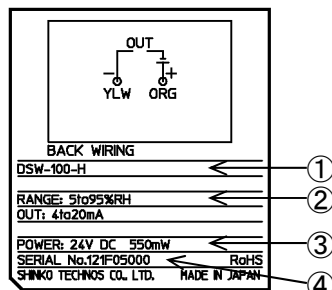 OUT
- +
YLW ORG
BACK WIRING
DSW-100-H ①
RANGE: 5to95%RH ②
OUT: 4to20mA
POWER: 24V DC 550mW ③
SERIAL No.121F05000 RoHS ④
SHINKO TECHNOS CO., LTD. MADE IN JAPAN